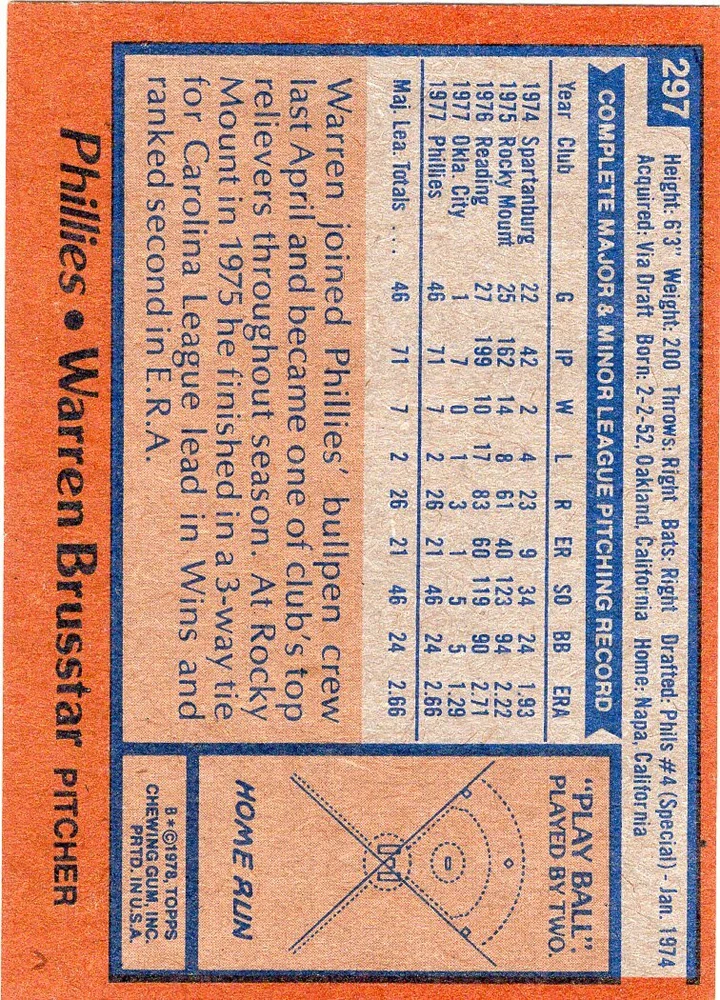 297
Height: 6'3" Weight: 200 Throws: Right Bats: Right Drafted: Phils #4 (Special) - Jan. 1974
Acquired: Via Draft Born: 2-2-52, Oakland, California Home: Napa, California
COMPLETE MAJOR & MINOR LEAGUE PITCHING RECORD
Year Club G IP W L R ER SO BB ERA
1974 Spartanburg 22 42 2 4 23 9 34 24 1.93
1975 Rocky Mount 25 162 14 8 61 40 123 94 2.22
1976 Reading 27 199 10 17 83 60 119 90 2.71
1977 Okla. City 1 7 0 1 3 1 5 5 1.29
1977 Phillies 46 71 7 2 26 21 46 24 2.66
Maj. Lea. Totals .... 46 71 7 2 26 21 46 24 2.66
Warren joined Phillies' bullpen crew
last April and became one of club's top
relievers throughout season. At Rocky
Mount in 1975 he finished in a 3-way tie
for Carolina League lead in Wins and
ranked second in E.R.A.
"PLAY BALL":
PLAYED BY TWO.
HOME RUN
B*©1978, TOPPS
CHEWING GUM, INC.
PRTD. IN U.S.A.
Phillies • Warren Brusstar PITCHER